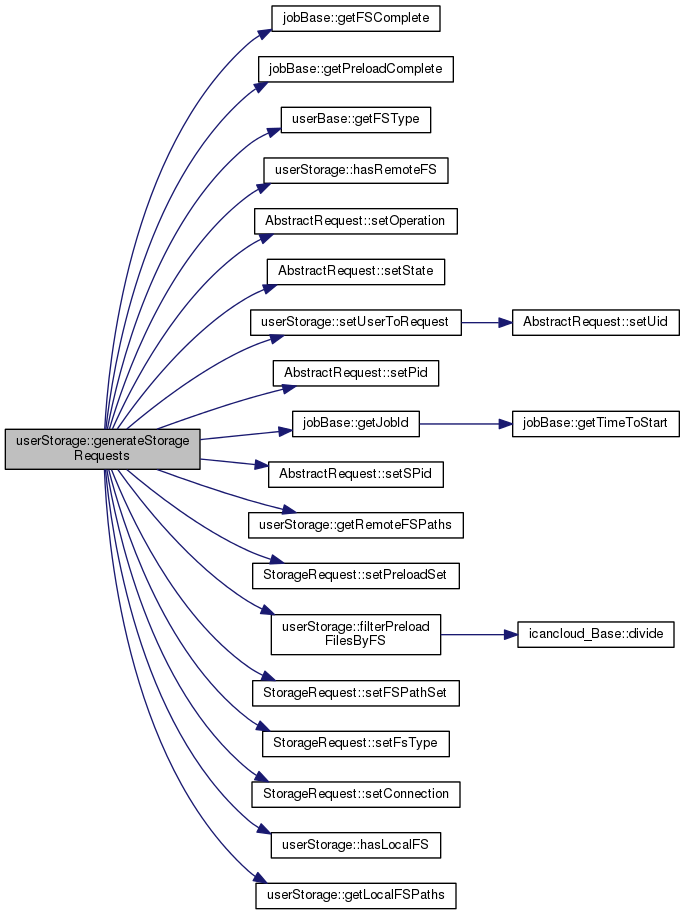 jobBase::getFSComplete
jobBase::getPreloadComplete
userBase::getFSType
userStorage::hasRemoteFS
AbstractRequest::setOperation
AbstractRequest::setState
userStorage::setUserToRequest
AbstractRequest::setUid
AbstractRequest::setPid
userStorage::generateStorage
Requests
jobBase::getJobId
jobBase::getTimeToStart
AbstractRequest::setSPid
userStorage::getRemoteFSPaths
StorageRequest::setPreloadSet
userStorage::filterPreload
FilesByFS
icancloud_Base::divide
StorageRequest::setFSPathSet
StorageRequest::setFsType
StorageRequest::setConnection
userStorage::hasLocalFS
userStorage::getLocalFSPaths